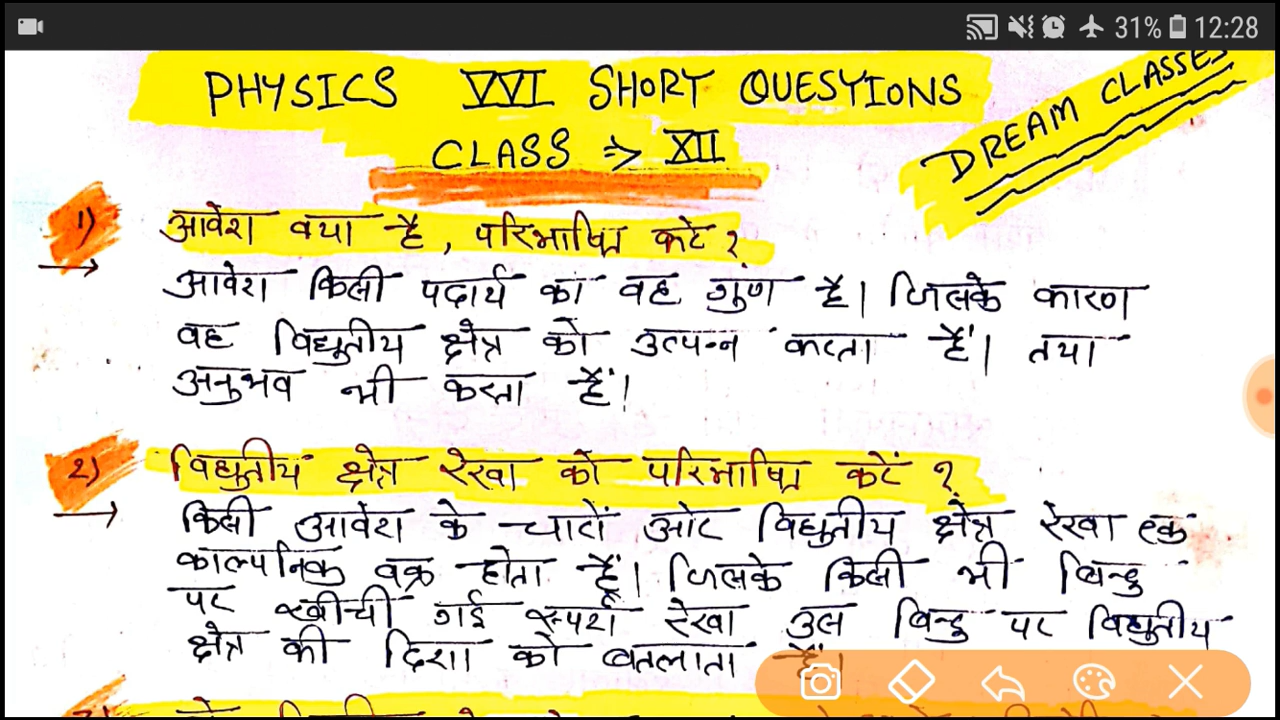 31% 12:28
PHYSICS VVI SHORT QUESTIONS
CLASS ⇒ XII
DREAM CLASSES
1) आवेश क्या है, परिभाषित करें ?
→ आवेश किसी पदार्थ का वह गुण है। जिसके कारण
वह विद्युतीय क्षेत्र को उत्पन्न करता हैं। तथा
अनुभव भी करता हैं।
2) विद्युतीय क्षेत्र रेखा को परिभाषित करें ?
→ किसी आवेश के चारों ओर विद्युतीय क्षेत्र रेखा एक
काल्पनिक वक्र होता हैं। जिसके किसी भी बिन्दु
पर खींची गई स्पर्श रेखा उस बिन्दु पर विद्युतीय
क्षेत्र की दिशा को बतलाता हैं।